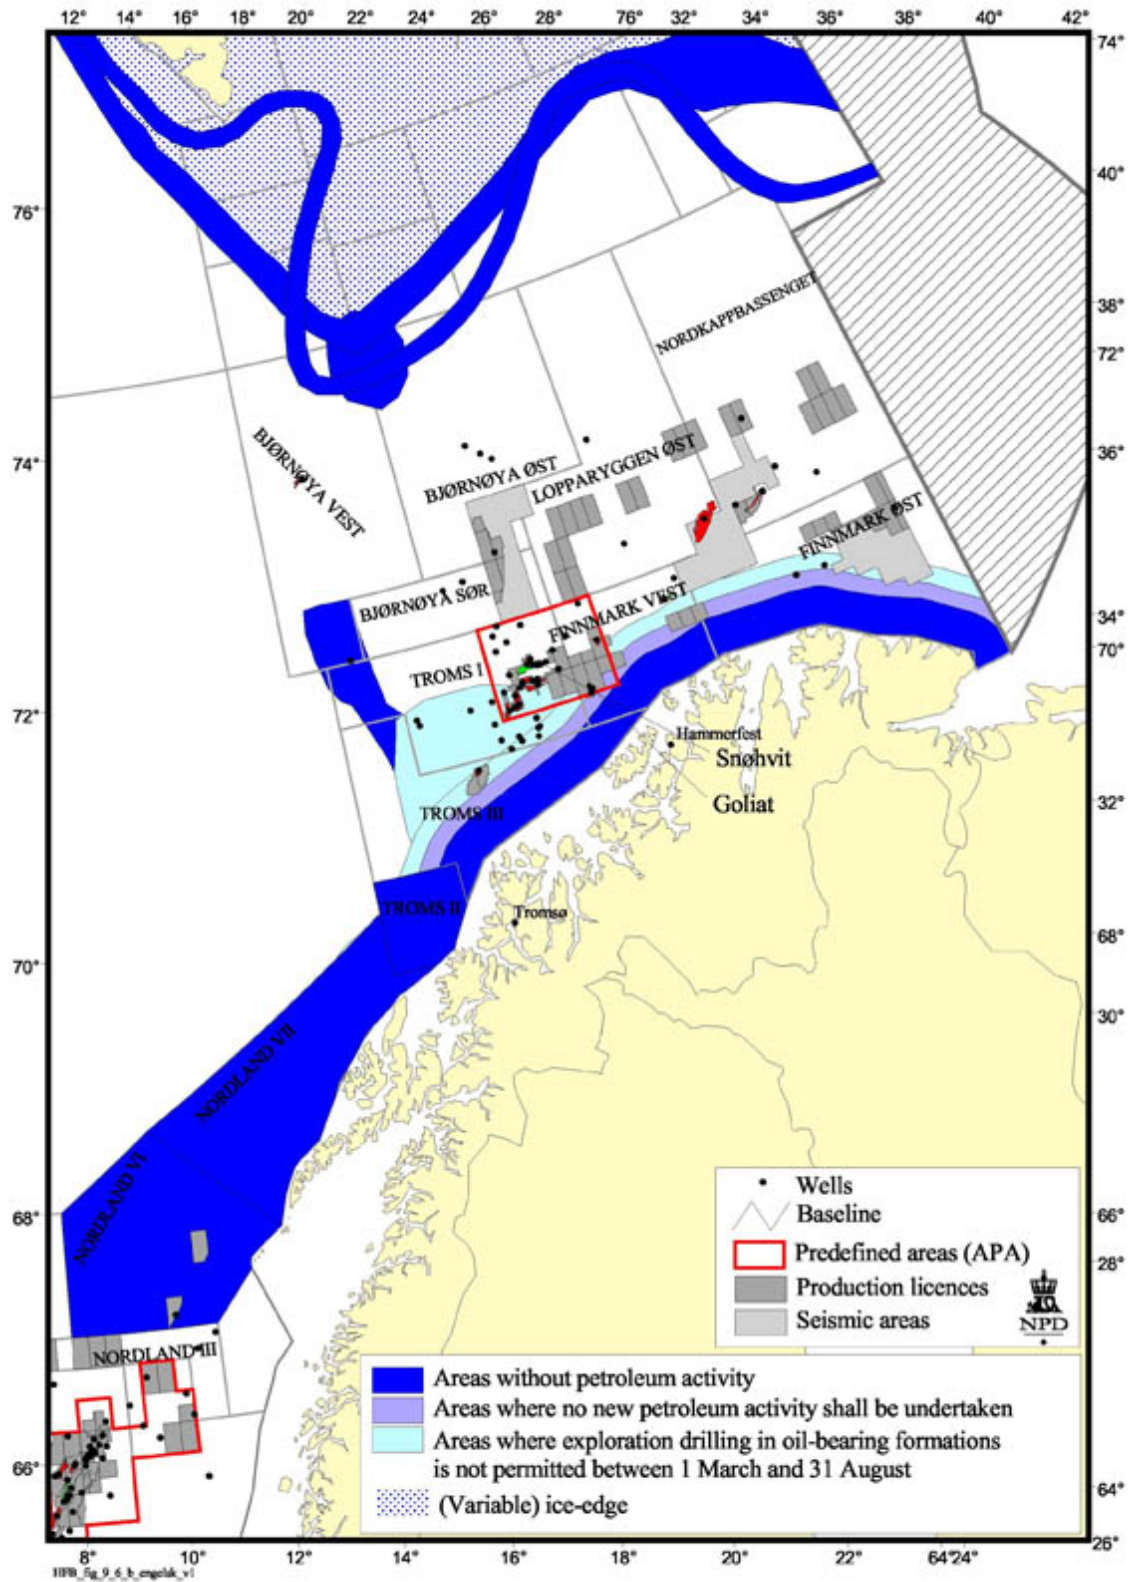 12° 14° 16° 18° 20° 22° 24° 26° 28° 76° 32° 34° 36° 38° 40° 42°
74°
40°
76°
38°
NORDKAPPBASSENGET
72°
BJØRNØYA VEST
74°
36°
BJØRNØYA ØST
LOPPARYGGEN ØST
FINNMARK ØST
BJØRNØYA SØR
FINNMARK VEST
34°
70°
TROMS I
72°
Hammerfest
Snøhvit
Goliat
32°
TROMS III
TROMS II
Tromsø
68°
70°
30°
NORDLAND VII
NORDLAND VI
68°
66°
28°
Wells
Baseline
Predefined areas (APA)
Production licences
Seismic areas
NPD
NORDLAND III
Areas without petroleum activity
Areas where no new petroleum activity shall be undertaken
Areas where exploration drilling in oil-bearing formations
is not permitted between 1 March and 31 August
(Variable) ice-edge
66°
64°
26°
8° 10° 12° 14° 16° 18° 20° 22° 64°24°
HFB_fig_9_6_b_engelsk_v1